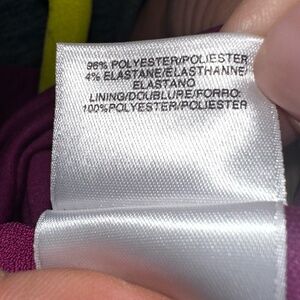 96% POLYESTER/POLIESTER
4% ELASTANE/ELASTHANNE/
ELASTANO
LINING/DOUBLURE/FORRO:
100%POLYESTER/POLIESTER